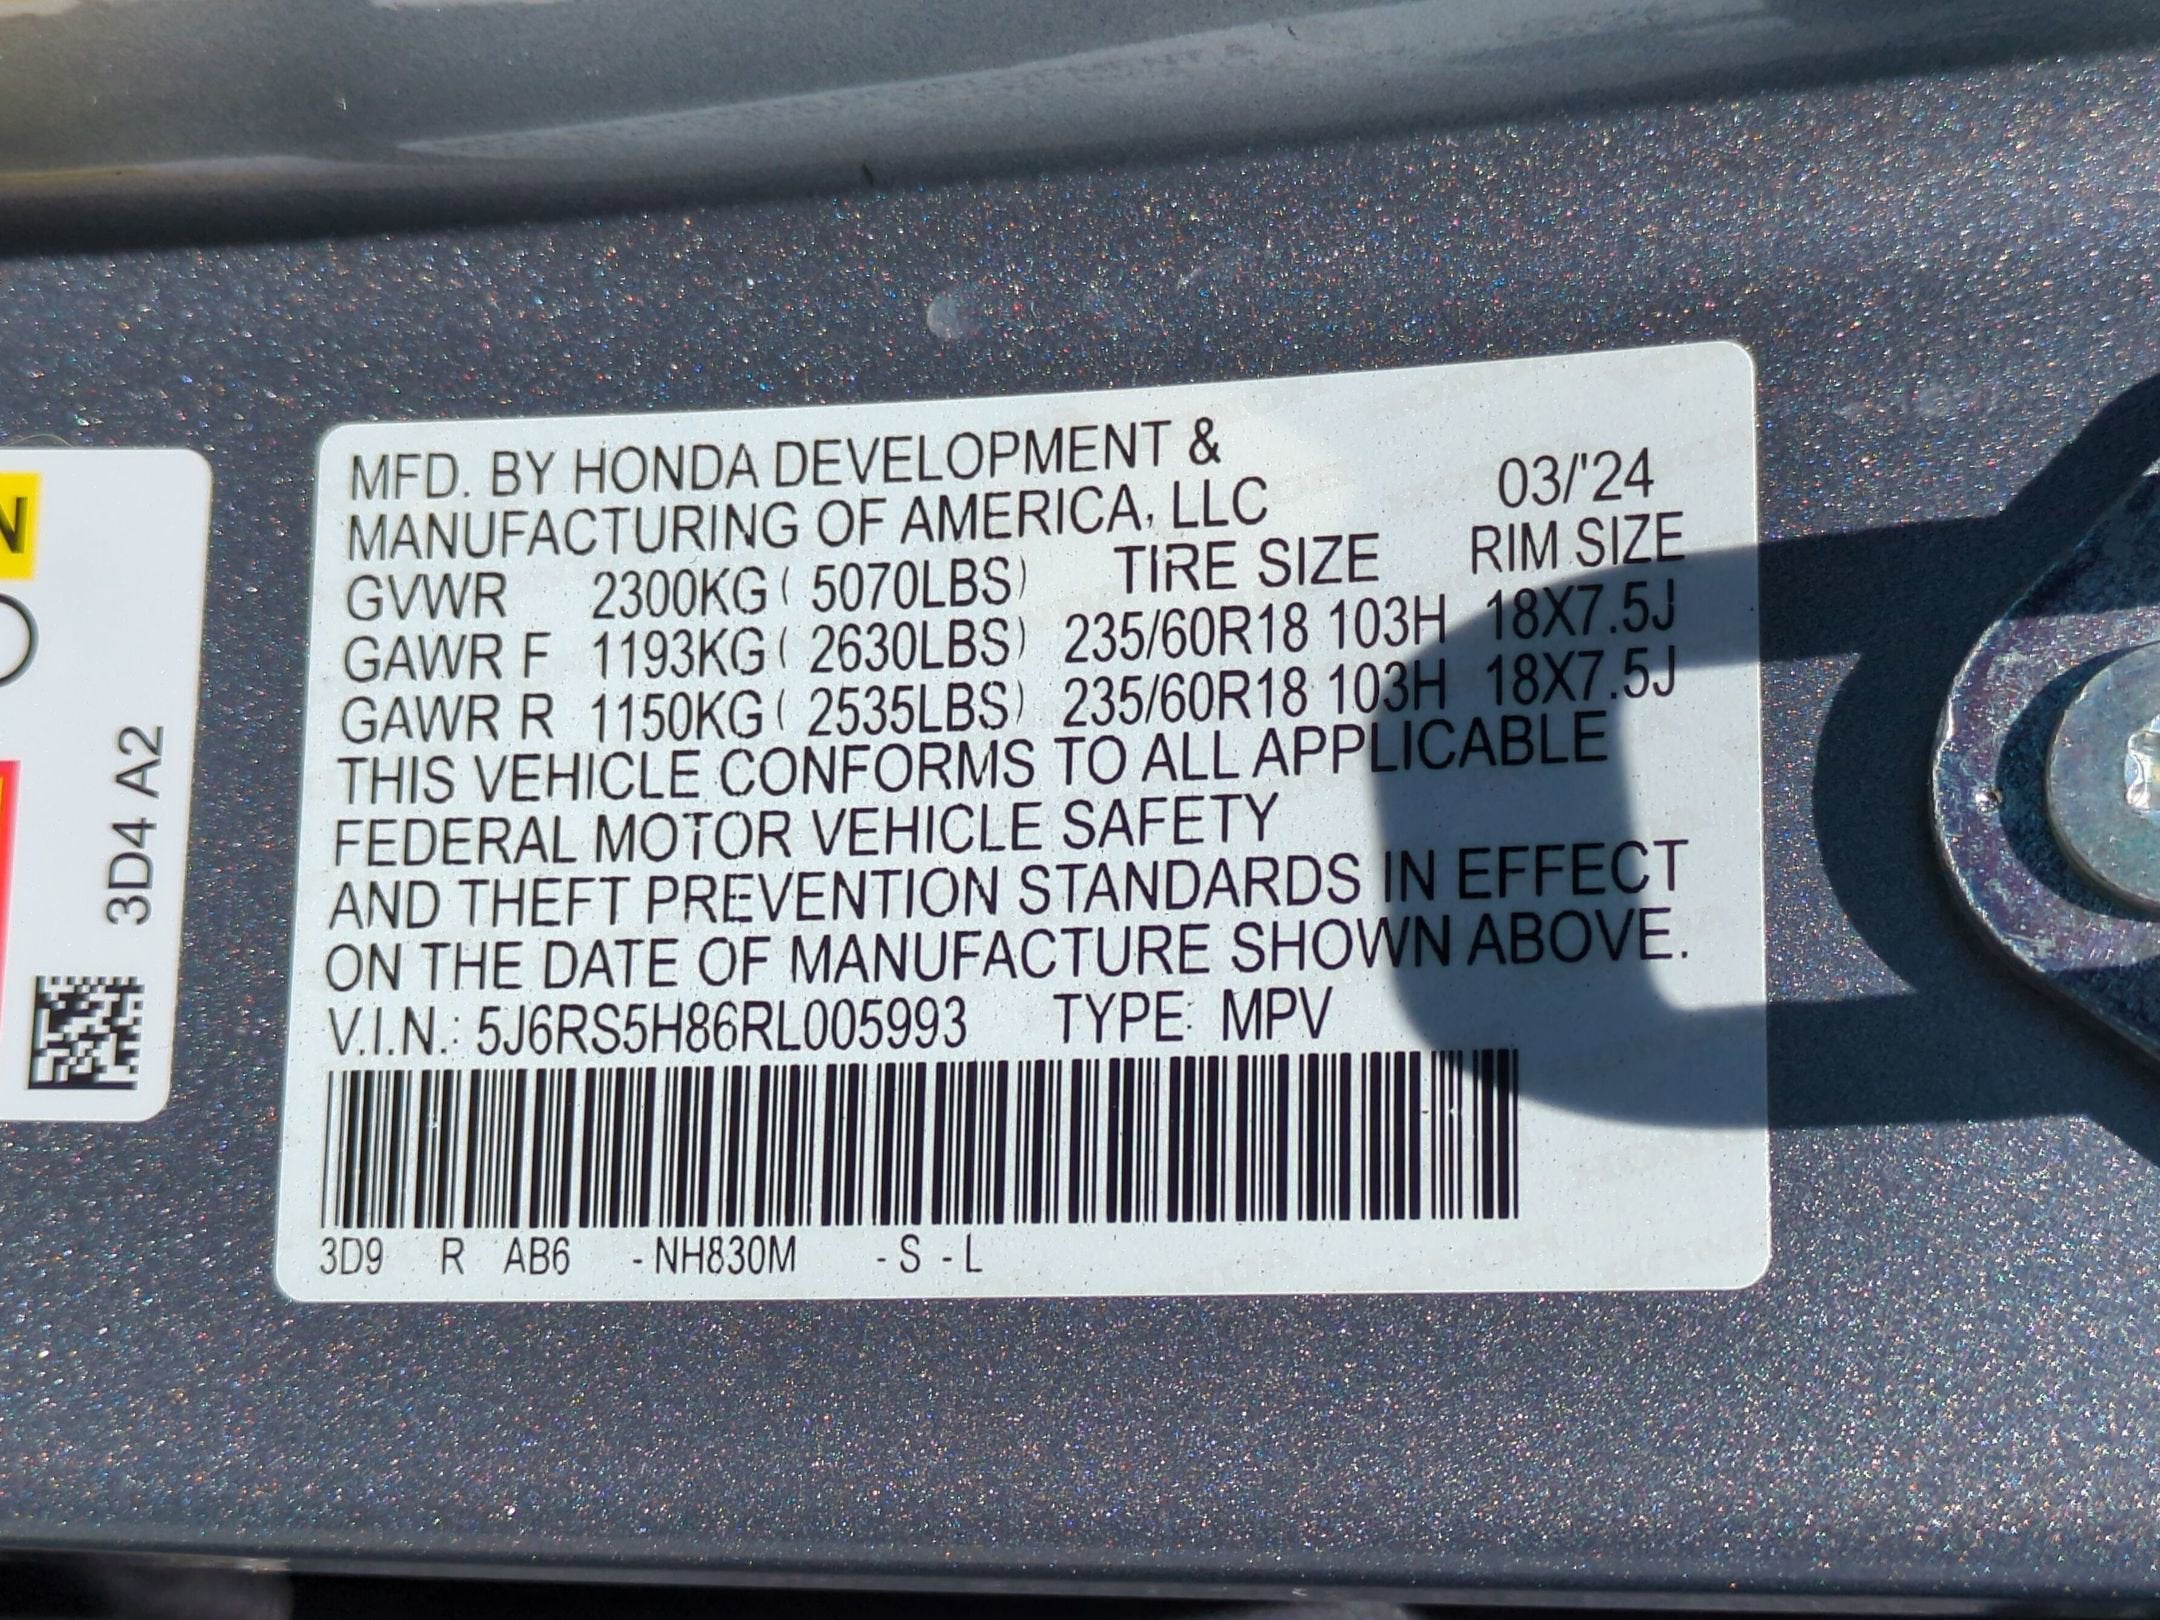 MFD. BY HONDA DEVELOPMENT &
MANUFACTURING OF AMERICA, LLC 03/'24
GVWR 2300KG ( 5070LBS) TIRE SIZE RIM SIZE
GAWR F 1193KG ( 2630LBS) 235/60R18 103H 18X7.5J
GAWR R 1150KG ( 2535LBS) 235/60R18 103H 18X7.5J
THIS VEHICLE CONFORMS TO ALL APPLICABLE
FEDERAL MOTOR VEHICLE SAFETY
AND THEFT PREVENTION STANDARDS IN EFFECT
ON THE DATE OF MANUFACTURE SHOWN ABOVE.
V.I.N.: 5J6RS5H86RL005993 TYPE: MPV
3D9 R AB6 - NH830M - S - L
N
3D4 A2